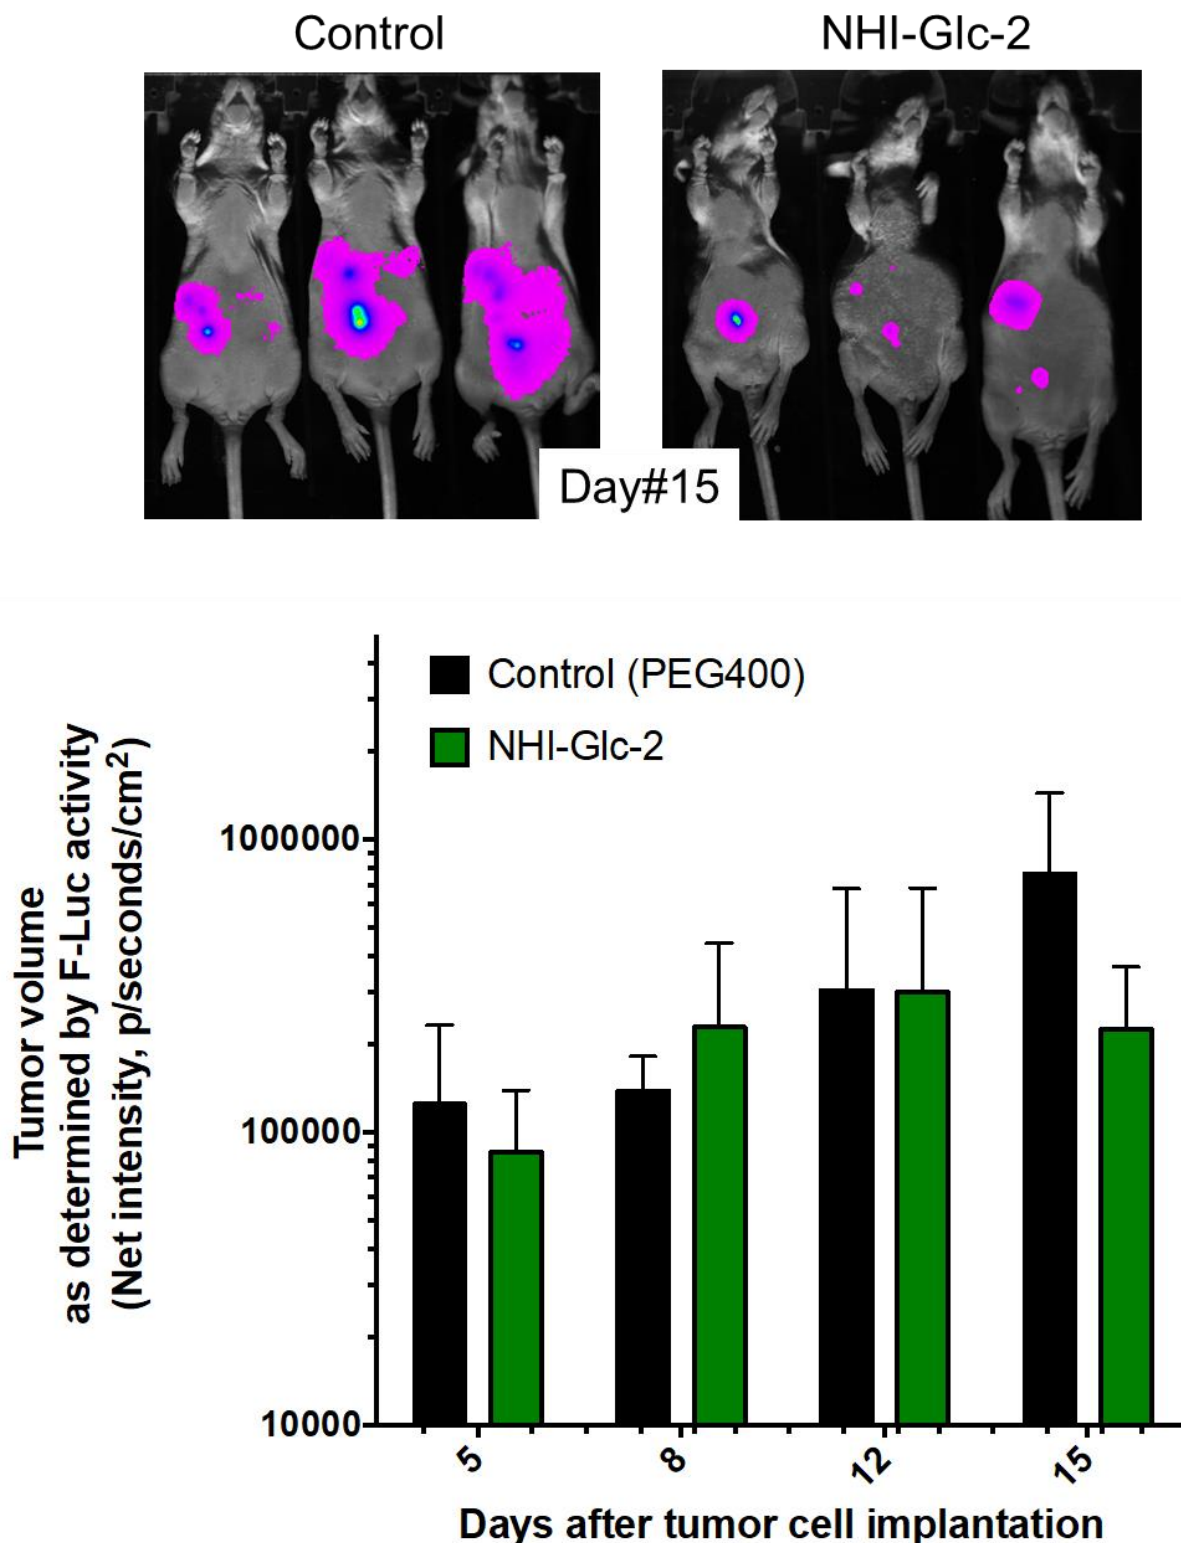 Control
NHI-Glc-2
Day#15
Control (PEG400)
NHI-Glc-2
Tumor volume
as determined by F-Luc activity
(Net intensity, p/seconds/cm²)
1000000
100000
10000
5
8
12
15
Days after tumor cell implantation